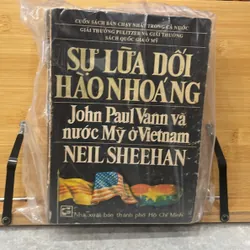 CUỐN SÁCH BÁN CHẠY NHẤT TRONG CẢ NƯỚC
GIẢI THƯỞNG PULITZER VÀ GIẢI THƯỞNG
SÁCH QUỐC GIA Ở MỸ
SỰ LỪA DỐI
HÀO NHOÁNG
John Paul Vann và
nước Mỹ ở Vietnam
NEIL SHEEHAN
Nhà xuất bản thành phố Hồ Chí Minh